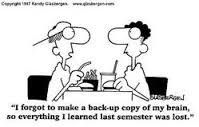 Copyright 1997 Randy Glasbergen. www.glasbergen.com
GLASBERGEN
"I forgot to make a back-up copy of my brain,
so everything I learned last semester was lost."